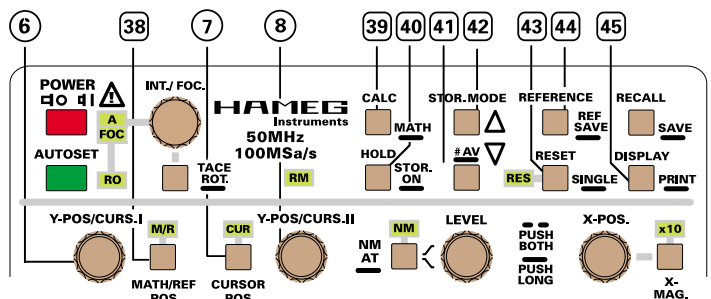 6
38
7
8
39
40
41
42
43
44
45
POWER
INT./ FOC.
HAMEG
Instruments
50MHz
100MSa/s
CALC
STOR. MODE
REFERENCE
RECALL
A
FOC
MATH
REF
SAVE
SAVE
AUTOSET
HOLD
# AV
RESET
DISPLAY
RO
TACE
ROT.
RM
STOR.
ON
RES
SINGLE
PRINT
Y-POS/CURS.I
M/R
CUR
Y-POS/CURS.II
NM
LEVEL
X-POS.
x10
NM
AT
PUSH
BOTH
PUSH
LONG
MATH/REF
POS.
CURSOR
POS.
X-
MAG.